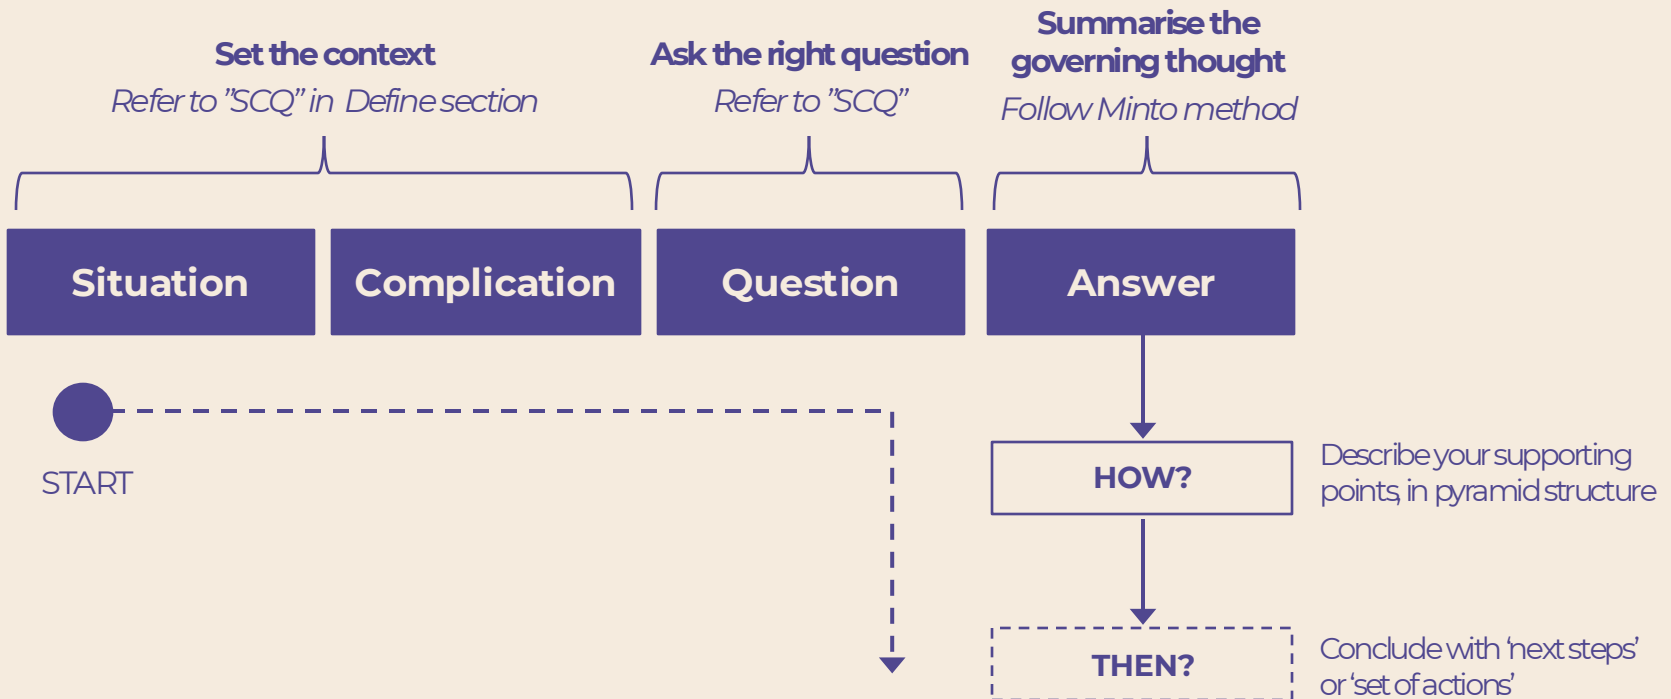 Set the context
Refer to ”SCQ” in Define section
Ask the right question
Refer to ”SCQ”
Summarise the
governing thought
Follow Minto method
Situation
Complication
Question
Answer
START
HOW?
Describe your supporting
points, in pyramid structure
THEN?
Conclude with ‘next steps’
or ‘set of actions’